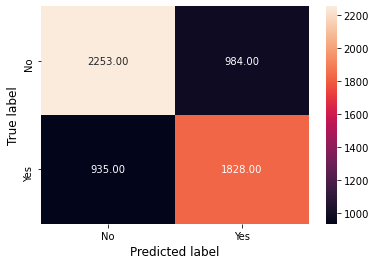 True label
No
Yes
2253.00 984.00
935.00 1828.00
No Yes
Predicted label
2200
2000
1800
1600
1400
1200
1000